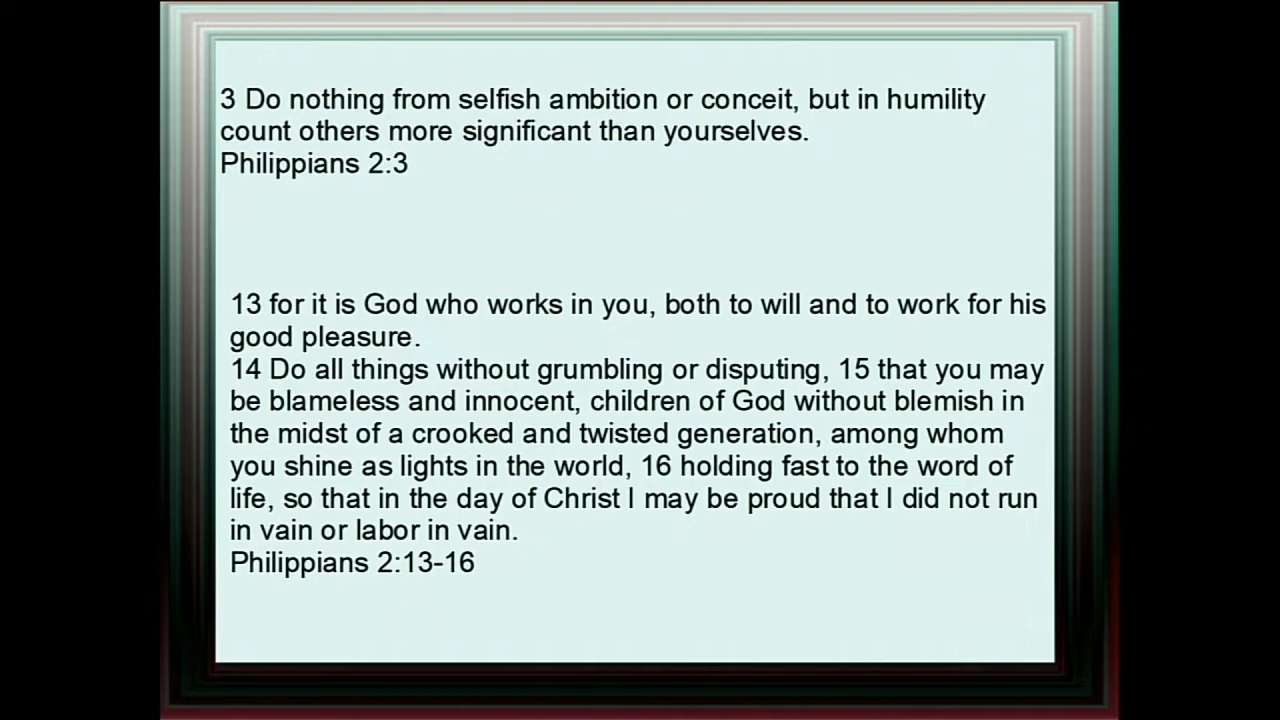 3 Do nothing from selfish ambition or conceit, but in humility
count others more significant than yourselves.
Philippians 2:3
13 for it is God who works in you, both to will and to work for his
good pleasure.
14 Do all things without grumbling or disputing, 15 that you may
be blameless and innocent, children of God without blemish in
the midst of a crooked and twisted generation, among whom
you shine as lights in the world, 16 holding fast to the word of
life, so that in the day of Christ I may be proud that I did not run
in vain or labor in vain.
Philippians 2:13-16